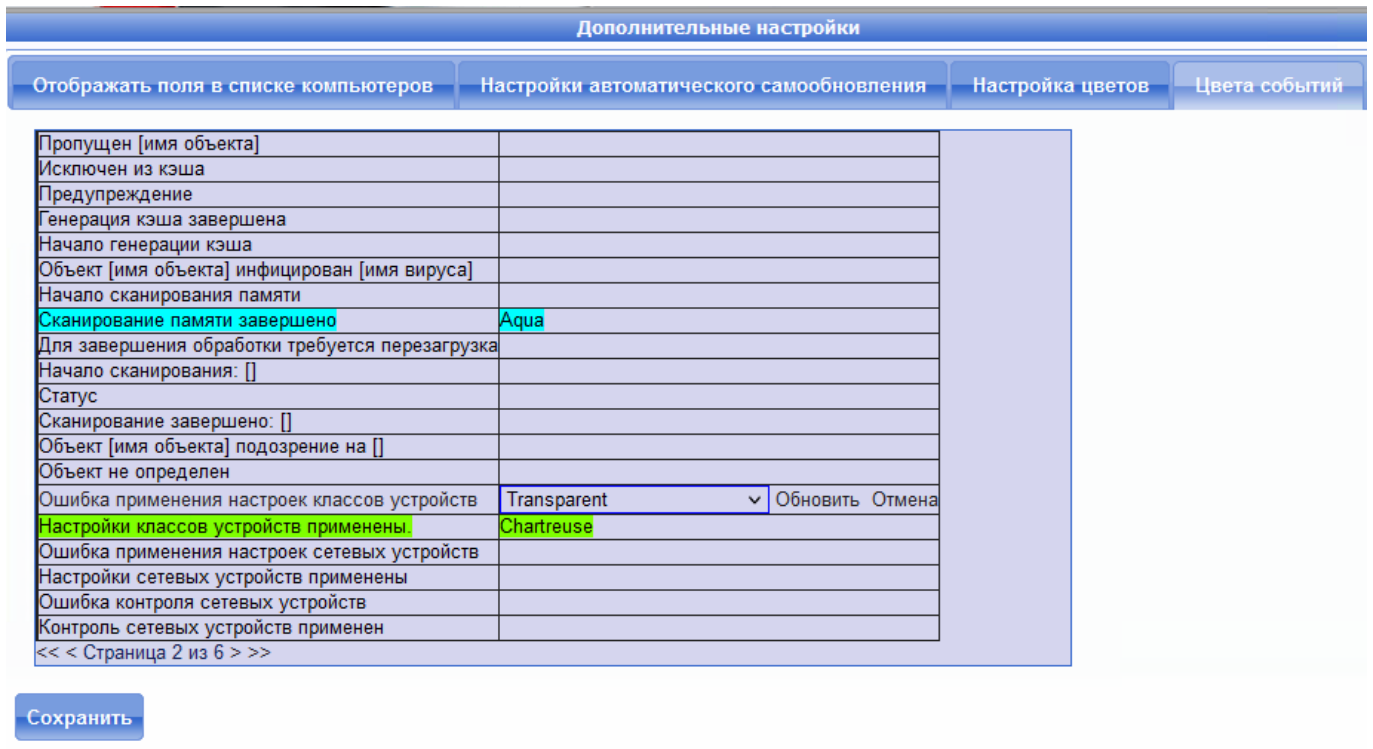 Дополнительные настройки
Отображать поля в списке компьютеров Настройки автоматического самообновления Настройка цветов Цвета событий
Пропущен [имя объекта]
Исключен из кэша
Предупреждение
Генерация кэша завершена
Начало генерации кэша
Объект [имя объекта] инфицирован [имя вируса]
Начало сканирования памяти
Сканирование памяти завершено Aqua
Для завершения обработки требуется перезагрузка
Начало сканирования: []
Статус
Сканирование завершено: []
Объект [имя объекта] подозрение на []
Объект не определен
Ошибка применения настроек классов устройств Transparent Обновить Отмена
Настройки классов устройств применены. Chartreuse
Ошибка применения настроек сетевых устройств
Настройки сетевых устройств применены
Ошибка контроля сетевых устройств
Контроль сетевых устройств применен
<< < Страница 2 из 6 > >>
Сохранить